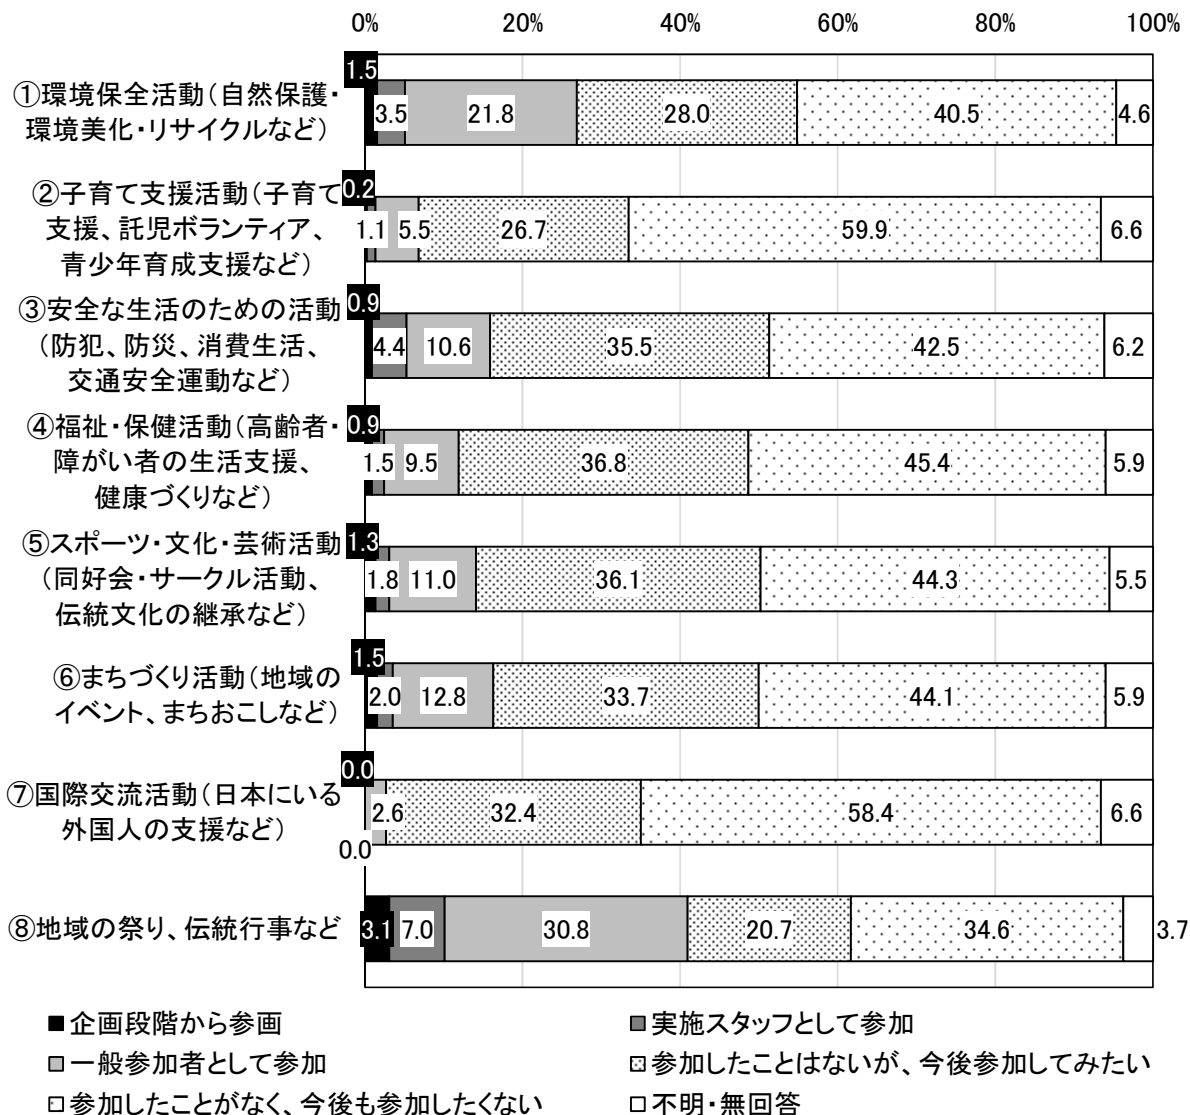 0% 20% 40% 60% 80% 100%
①環境保全活動（自然保護・
環境美化・リサイクルなど）
1.5
3.5 21.8 28.0 40.5 4.6
②子育て支援活動（子育て
支援、託児ボランティア、
青少年育成支援など）
0.2
1.1 5.5 26.7 59.9 6.6
③安全な生活のための活動
（防犯、防災、消費生活、
交通安全運動など）
0.9
4.4 10.6 35.5 42.5 6.2
④福祉・保健活動（高齢者・
障がい者の生活支援、
健康づくりなど）
0.9
1.5 9.5 36.8 45.4 5.9
⑤スポーツ・文化・芸術活動
（同好会・サークル活動、
伝統文化の継承など）
1.3
1.8 11.0 36.1 44.3 5.5
⑥まちづくり活動（地域の
イベント、まちおこしなど）
1.5
2.0 12.8 33.7 44.1 5.9
⑦国際交流活動（日本にいる
外国人の支援など）
0.0
2.6 32.4 58.4 6.6
0.0
⑧地域の祭り、伝統行事など
3.1 7.0 30.8 20.7 34.6 3.7
企画段階から参画
実施スタッフとして参加
一般参加者として参加
参加したことはないが、今後参加してみたい
参加したことがなく、今後も参加したくない
不明・無回答